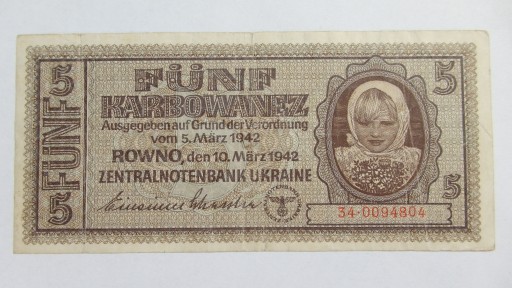 5
FÜNF
5
FÜNF
KARBOWANEZ
Ausgegeben auf Grund der Verordnung
vom 5. März 1942
ROWNO, den 10. März 1942
ZENTRALNOTENBANK UKRAINE
5
5
34·0094804